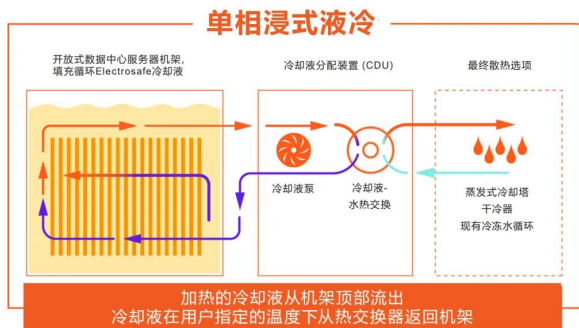 单相浸式液冷
开放式数据中心服务器机架,
填充循环Electrosafe冷却液
冷却液分配装置 (CDU)
最终散热选项
冷却液泵
冷却液-
水热交换
蒸发式冷却塔
干冷器
现有冷冻水循环
加热的冷却液从机架顶部流出
冷却液在用户指定的温度下从热交换器返回机架